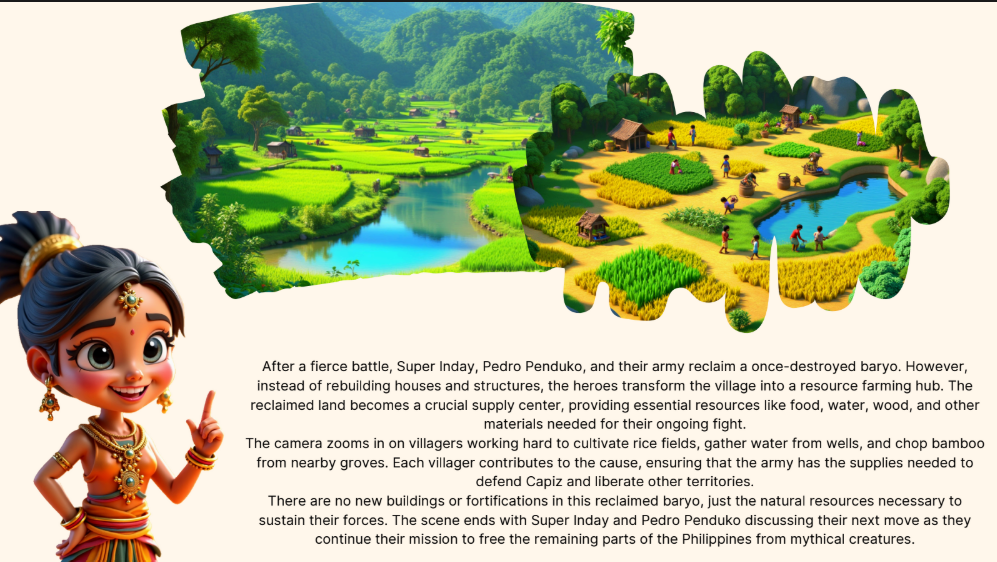 After a fierce battle, Super Inday, Pedro Penduko, and their army reclaim a once-destroyed baryo. However,
instead of rebuilding houses and structures, the heroes transform the village into a resource farming hub. The
reclaimed land becomes a crucial supply center, providing essential resources like food, water, wood, and other
materials needed for their ongoing fight.
The camera zooms in on villagers working hard to cultivate rice fields, gather water from wells, and chop bamboo
from nearby groves. Each villager contributes to the cause, ensuring that the army has the supplies needed to
defend Capiz and liberate other territories.
There are no new buildings or fortifications in this reclaimed baryo, just the natural resources necessary to
sustain their forces. The scene ends with Super Inday and Pedro Penduko discussing their next move as they
continue their mission to free the remaining parts of the Philippines from mythical creatures.